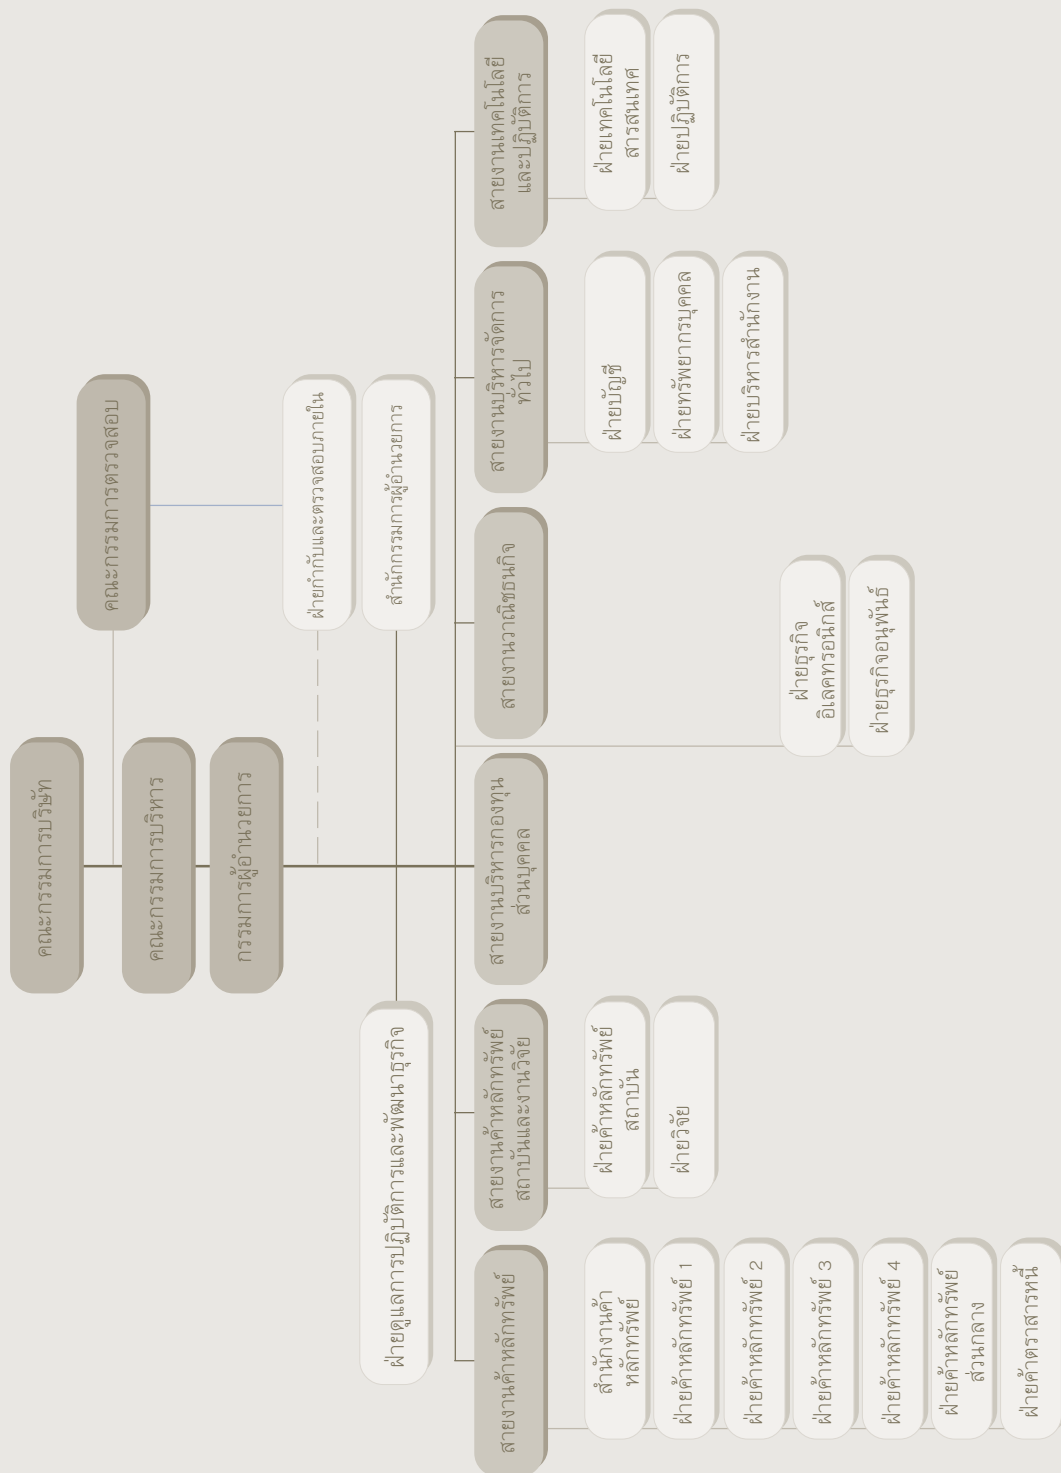 คณะกรรมการบริษัท
คณะกรรมการตรวจสอบ
คณะกรรมการบริหาร
กรรมการผู้อำนวยการ
ฝ่ายกำกับและตรวจสอบภายใน
ฝ่ายดูแลการปฏิบัติการและพัฒนาธุรกิจ
สำนักกรรมการผู้อำนวยการ
สายงานค้าหลักทรัพย์
สายงานค้าหลักทรัพย์
สถาบันและงานวิจัย
สายงานบริหารกองทุน
ส่วนบุคคล
สายงานวาณิชธนกิจ
สายงานบริหารจัดการ
ทั่วไป
สายงานเทคโนโลยี
และปฏิบัติการ
สำนักงานค้า
หลักทรัพย์
ฝ่ายค้าหลักทรัพย์ 1
ฝ่ายค้าหลักทรัพย์ 2
ฝ่ายค้าหลักทรัพย์ 3
ฝ่ายค้าหลักทรัพย์ 4
ฝ่ายค้าหลักทรัพย์
ส่วนกลาง
ฝ่ายค้าตราสารหนี้
ฝ่ายค้าหลักทรัพย์
สถาบัน
ฝ่ายวิจัย
ฝ่ายธุรกิจ
อิเลคทรอนิกส์
ฝ่ายธุรกิจอนุพันธ์
ฝ่ายบัญชี
ฝ่ายทรัพยากรบุคคล
ฝ่ายบริหารสำนักงาน
ฝ่ายเทคโนโลยี
สารสนเทศ
ฝ่ายปฏิบัติการ